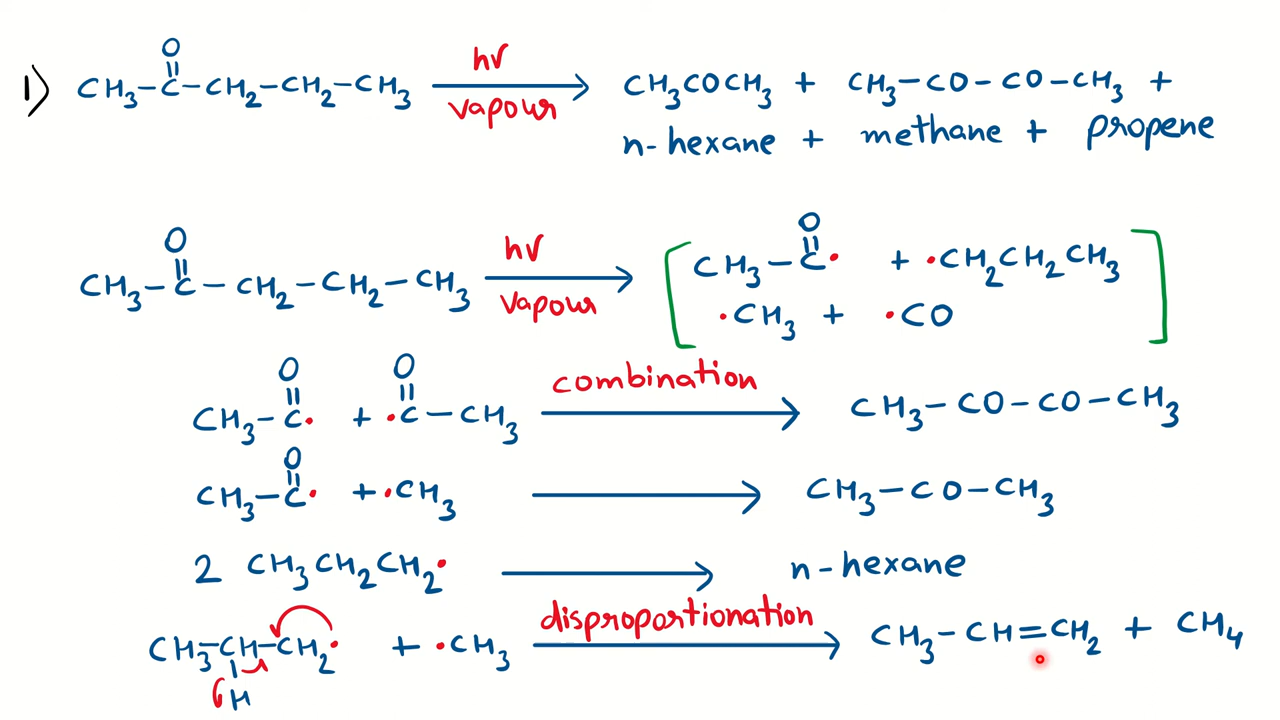 1) CH₃-C(=O)-CH₂-CH₂-CH₃ hν vapour → CH₃COCH₃ + CH₃-CO-CO-CH₃ +
n-hexane + methane + propene
CH₃-C(=O)-CH₂-CH₂-CH₃ hν vapour → [CH₃-C(=O)• + •CH₂CH₂CH₃
•CH₃ + •CO]
CH₃-C(=O)• + •C(=O)-CH₃ combination → CH₃-CO-CO-CH₃
CH₃-C(=O)• + •CH₃ → CH₃-CO-CH₃
2 CH₃CH₂CH₂• → n-hexane
CH₃-CH-CH₂• + •CH₃ disproportionation → CH₃-CH=CH₂ + CH₄
H